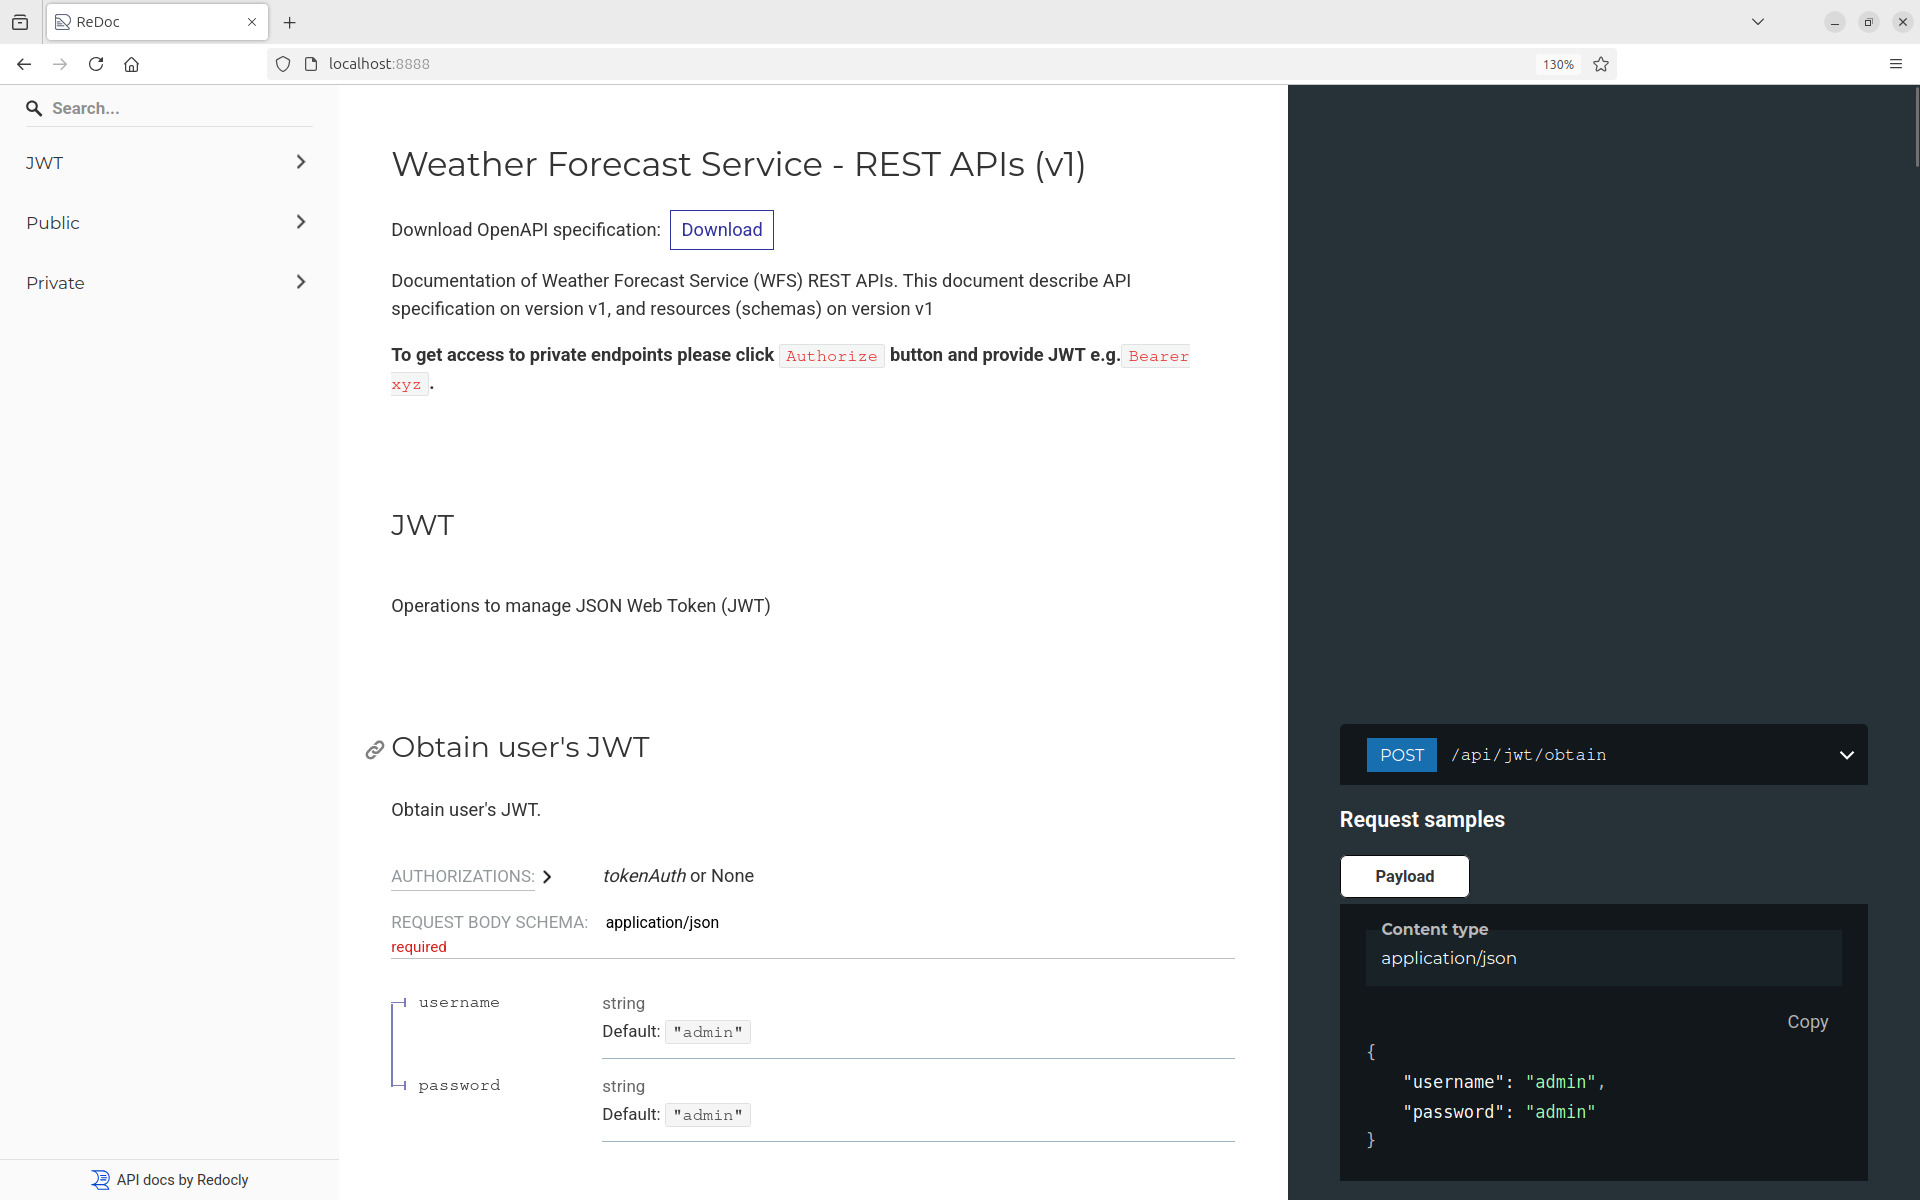 ReDoc
localhost:8888
130%
Search...
JWT
Public
Private
API docs by Redocly
Weather Forecast Service - REST APIs (v1)
Download OpenAPI specification: Download
Documentation of Weather Forecast Service (WFS) REST APIs. This document describe API
specification on version v1, and resources (schemas) on version v1
To get access to private endpoints please click Authorize button and provide JWT e.g. Bearer
xyz .
JWT
Operations to manage JSON Web Token (JWT)
Obtain user's JWT
Obtain user's JWT.
AUTHORIZATIONS: tokenAuth or None
REQUEST BODY SCHEMA: application/json
required
username string
Default: "admin"
password string
Default: "admin"
POST /api/jwt/obtain
Request samples
Payload
Content type
application/json
Copy
{
"username": "admin",
"password": "admin"
}